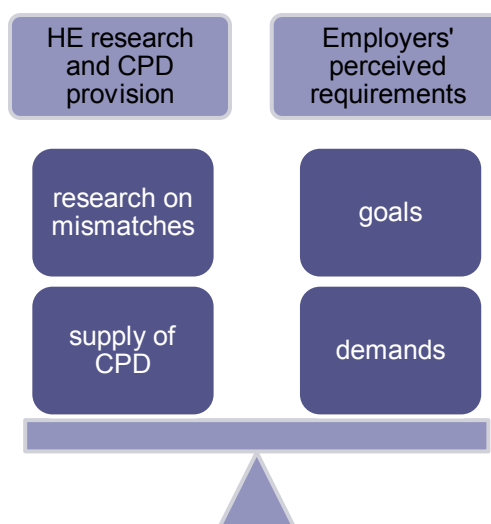 HE research
and CPD
provision
Employers'
perceived
requirements
research on
mismatches
goals
supply of
CPD
demands